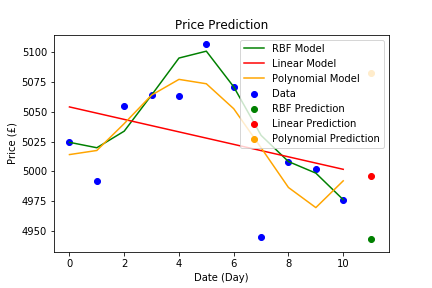 Price Prediction
Price (£)
5100
5075
5050
5025
5000
4975
4950
RBF Model
Linear Model
Polynomial Model
Data
RBF Prediction
Linear Prediction
Polynomial Prediction
0 2 4 6 8 10
Date (Day)